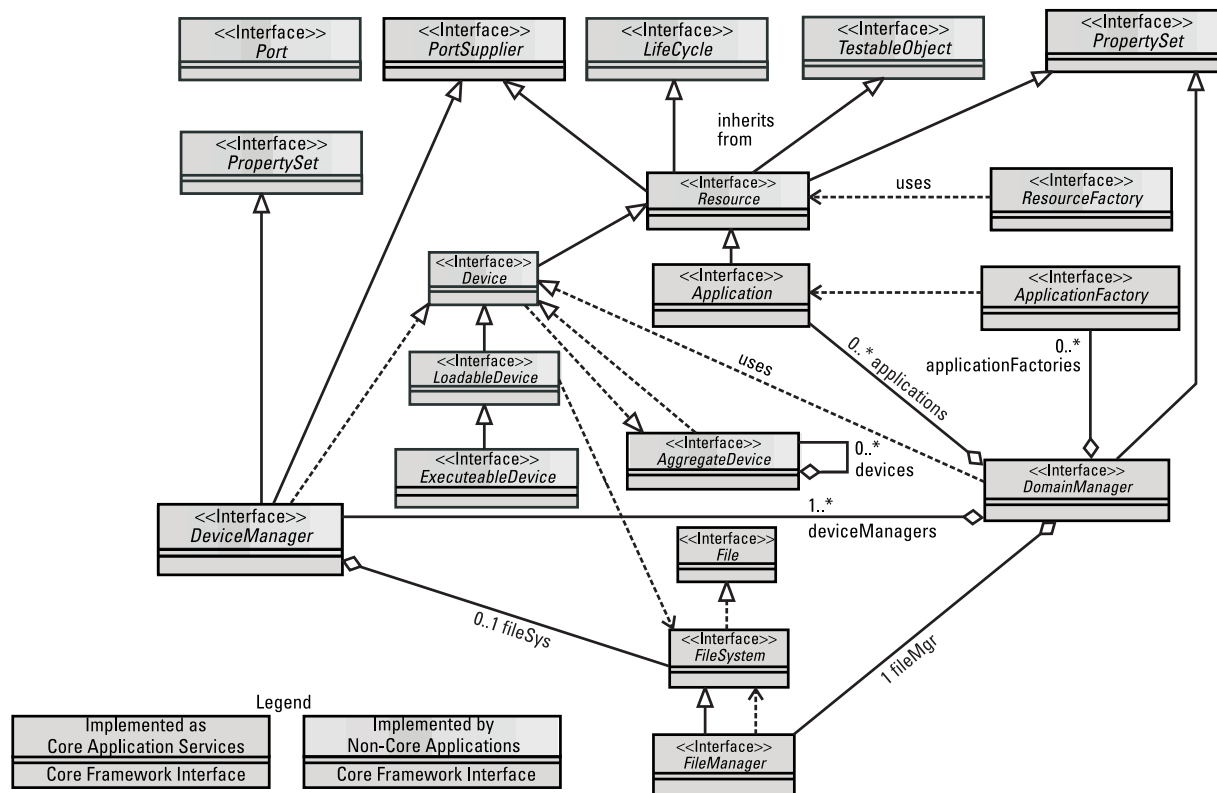 <<Interface>>
Port
<<Interface>>
PortSupplier
<<Interface>>
LifeCycle
<<Interface>>
TestableObject
<<Interface>>
PropertySet
<<Interface>>
PropertySet
inherits
from
<<Interface>>
Resource
uses
<<Interface>>
ResourceFactory
<<Interface>>
Device
<<Interface>>
Application
<<Interface>>
ApplicationFactory
<<Interface>>
LoadableDevice
uses
0..* applications
0..*
applicationFactories
<<Interface>>
ExecuteableDevice
<<Interface>>
AggregateDevice
0..*
devices
<<Interface>>
DomainManager
<<Interface>>
DeviceManager
1..*
deviceManagers
<<Interface>>
File
0..1 fileSys
<<Interface>>
FileSystem
1 fileMgr
<<Interface>>
FileManager
Legend
Implemented as
Core Application Services
Core Framework Interface
Implemented by
Non-Core Applications
Core Framework Interface